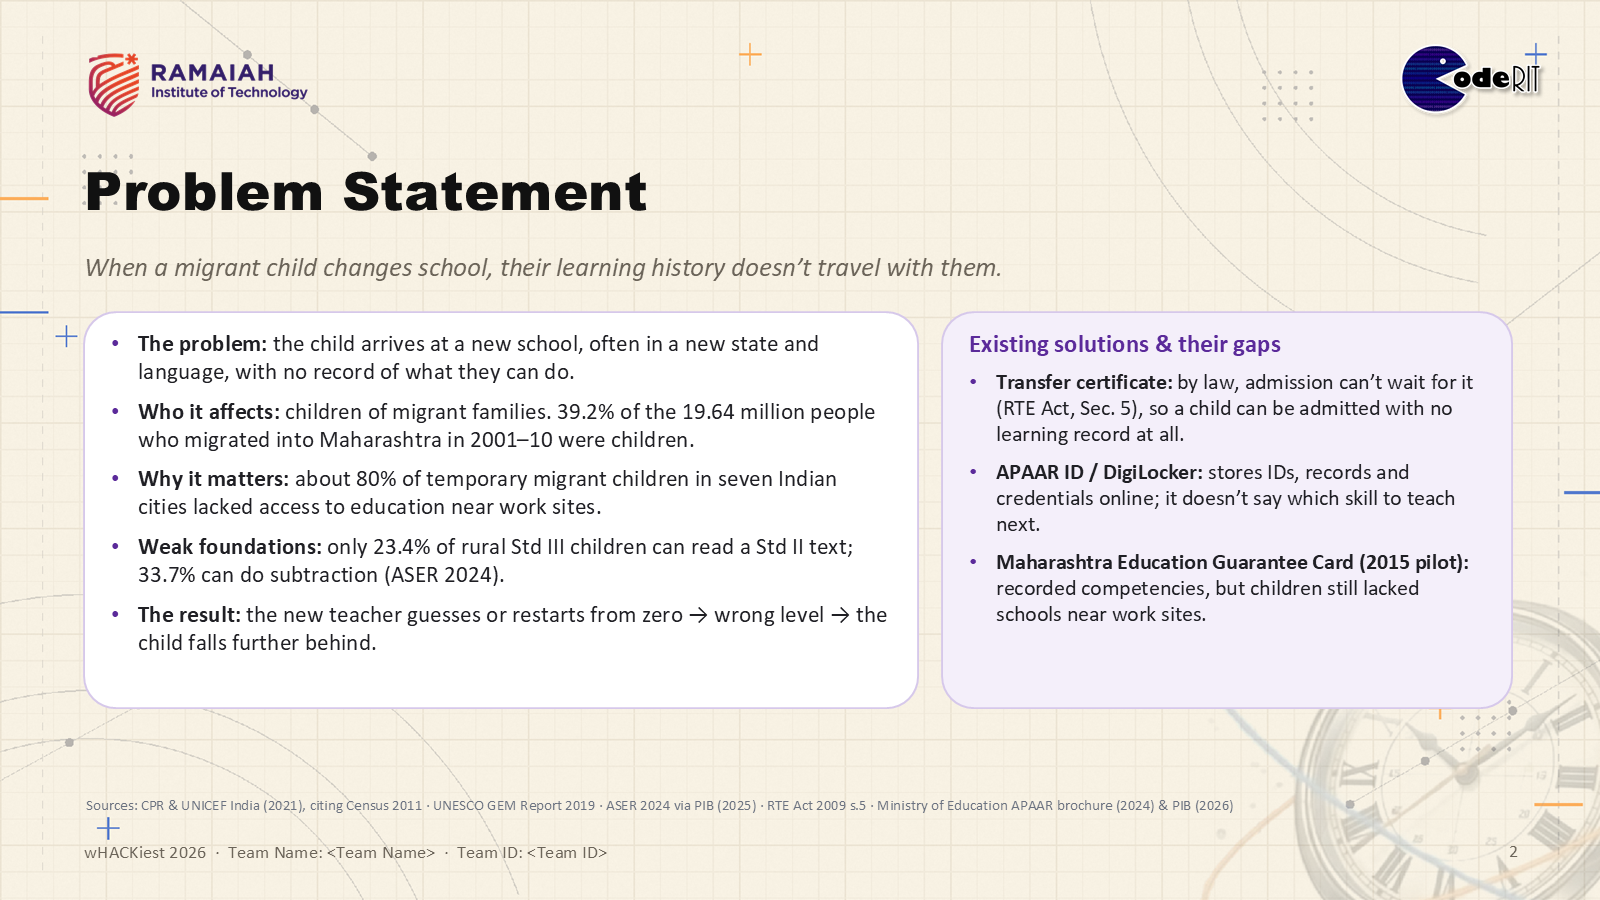 RAMAIAH
Institute of Technology
odeRIT
Problem Statement
When a migrant child changes school, their learning history doesn’t travel with them.
• The problem: the child arrives at a new school, often in a new state and
language, with no record of what they can do.
• Who it affects: children of migrant families. 39.2% of the 19.64 million people
who migrated into Maharashtra in 2001–10 were children.
• Why it matters: about 80% of temporary migrant children in seven Indian
cities lacked access to education near work sites.
• Weak foundations: only 23.4% of rural Std III children can read a Std II text;
33.7% can do subtraction (ASER 2024).
• The result: the new teacher guesses or restarts from zero → wrong level → the
child falls further behind.
Existing solutions & their gaps
• Transfer certificate: by law, admission can’t wait for it
(RTE Act, Sec. 5), so a child can be admitted with no
learning record at all.
• APAAR ID / DigiLocker: stores IDs, records and
credentials online; it doesn’t say which skill to teach
next.
• Maharashtra Education Guarantee Card (2015 pilot):
recorded competencies, but children still lacked
schools near work sites.
Sources: CPR & UNICEF India (2021), citing Census 2011 · UNESCO GEM Report 2019 · ASER 2024 via PIB (2025) · RTE Act 2009 s.5 · Ministry of Education APAAR brochure (2024) & PIB (2026)
wHACKiest 2026 · Team Name: <Team Name> · Team ID: <Team ID>
2